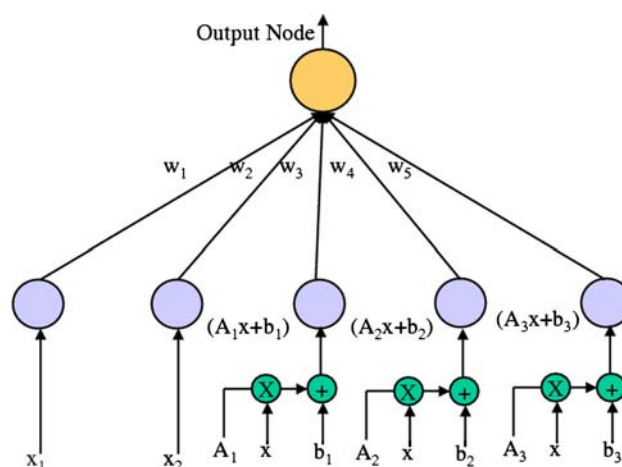 Output Node
w₁ w₂ w₃ w₄ w₅
(A₁x+b₁) (A₂x+b₂) (A₃x+b₃)
X + X + X +
x₁ x₂ A₁ x b₁ A₂ x b₂ A₃ x b₃